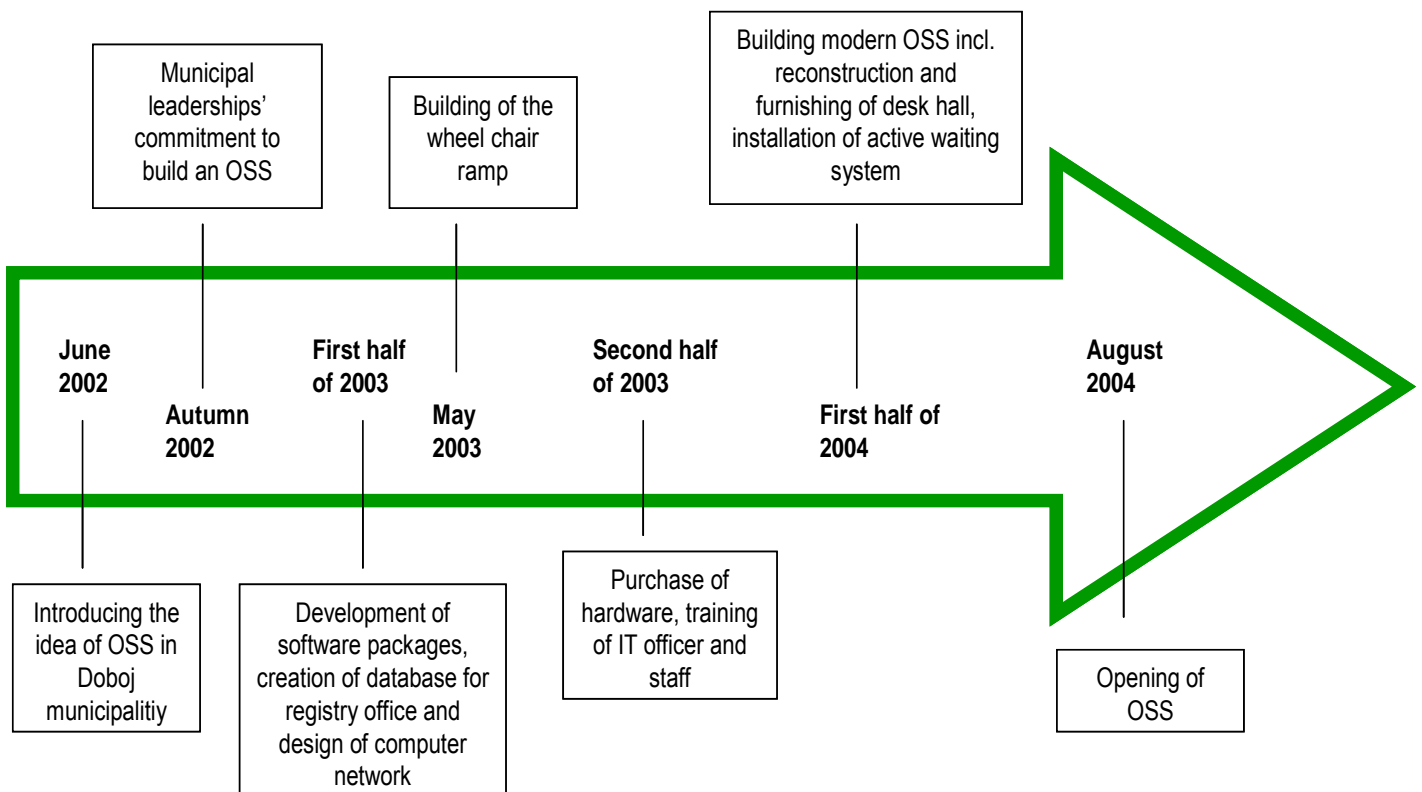 Municipal
leaderships’
commitment to
build an OSS
Building of the
wheel chair
ramp
Building modern OSS incl.
reconstruction and
furnishing of desk hall,
installation of active waiting
system
June
2002
Autumn
2002
First half
of 2003
May
2003
Second half
of 2003
First half of
2004
August
2004
Introducing the
idea of OSS in
Doboj
municipalitiy
Development of
software packages,
creation of database for
registry office and
design of computer
network
Purchase of
hardware, training
of IT officer and
staff
Opening of
OSS